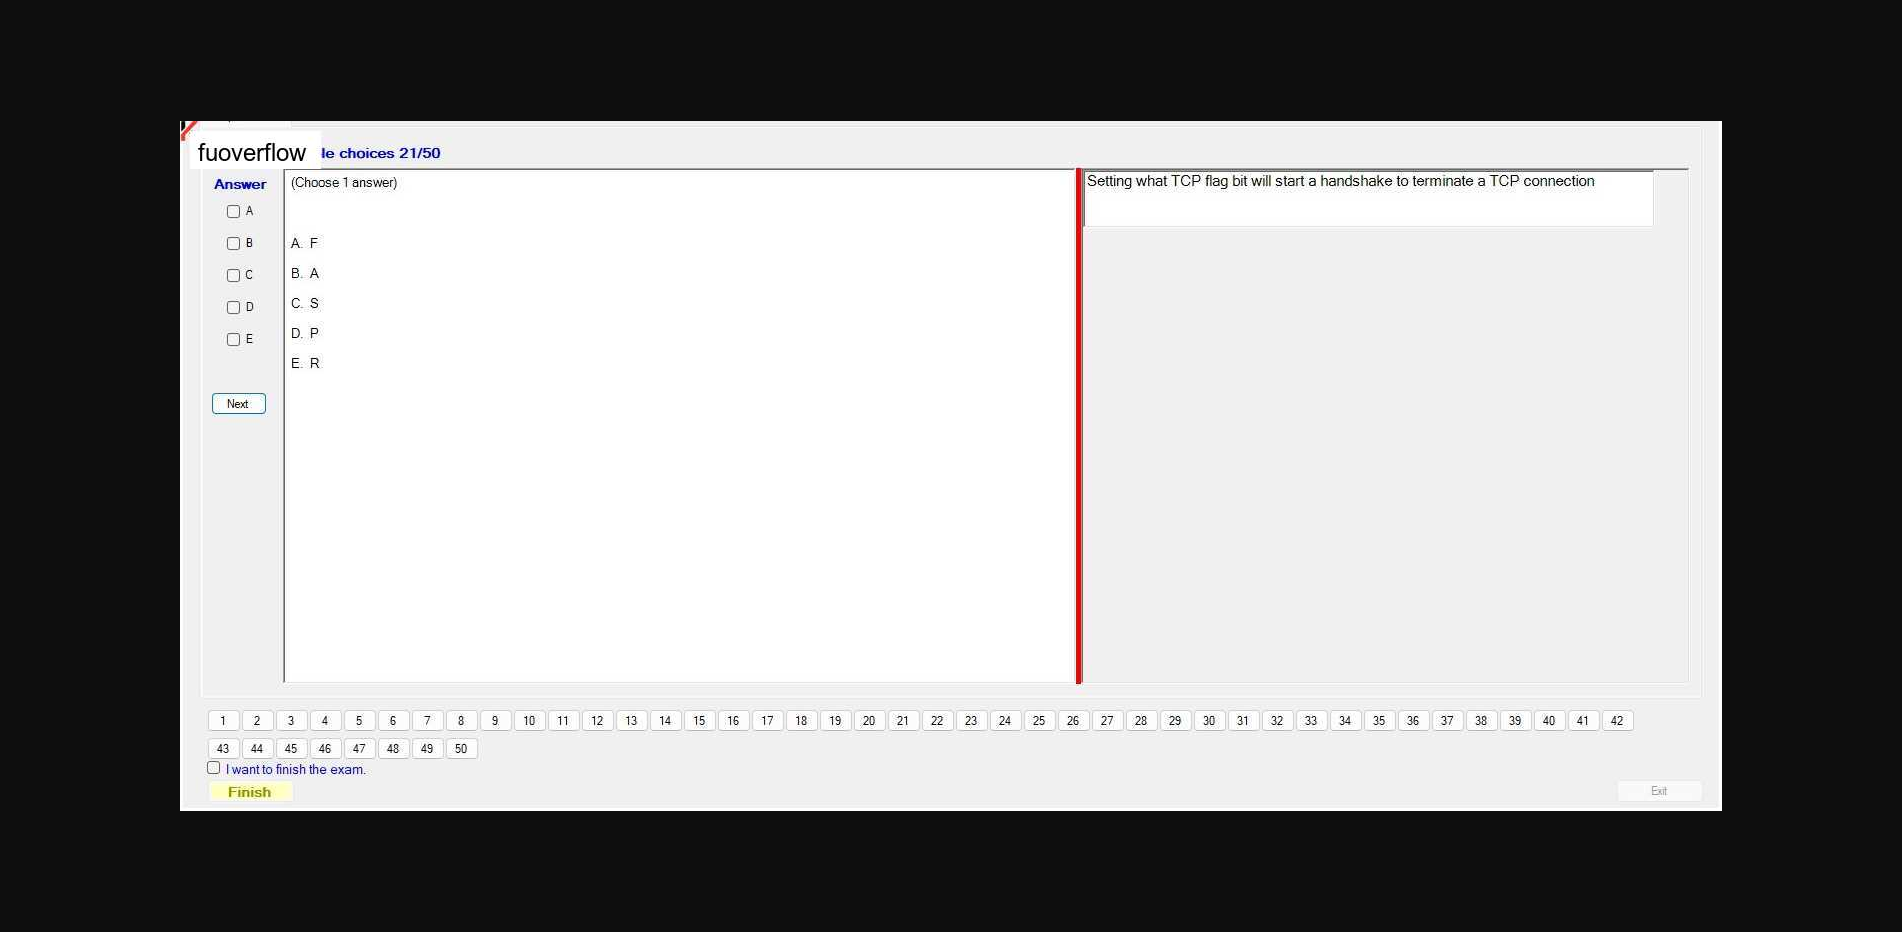 fuoverflow
le choices 21/50
Answer
A
B
C
D
E
Next
(Choose 1 answer)
A. F
B. A
C. S
D. P
E. R
Setting what TCP flag bit will start a handshake to terminate a TCP connection
1 2 3 4 5 6 7 8 9 10 11 12 13 14 15 16 17 18 19 20 21 22 23 24 25 26 27 28 29 30 31 32 33 34 35 36 37 38 39 40 41 42
43 44 45 46 47 48 49 50
I want to finish the exam.
Finish
Exit